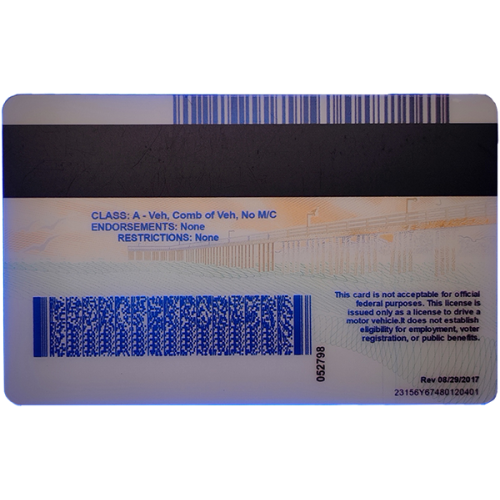 CLASS: A - Veh, Comb of Veh, No M/C
ENDORSEMENTS: None
RESTRICTIONS: None
This card is not acceptable for official
federal purposes. This license is
issued only as a license to drive a
motor vehicle.It does not establish
eligibility for employment, voter
registration, or public benefits.
052798
Rev 08/29/2017
23156Y67480120401